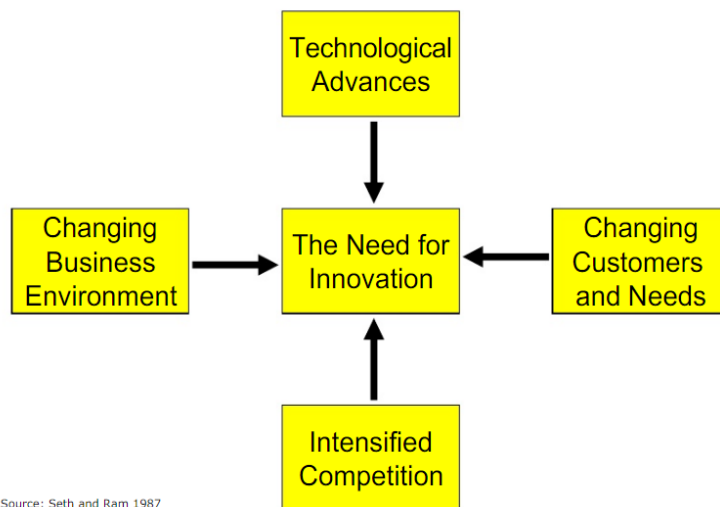 Technological
Advances
Changing
Business
Environment
The Need for
Innovation
Changing
Customers
and Needs
Intensified
Competition
Source: Seth and Ram 1987